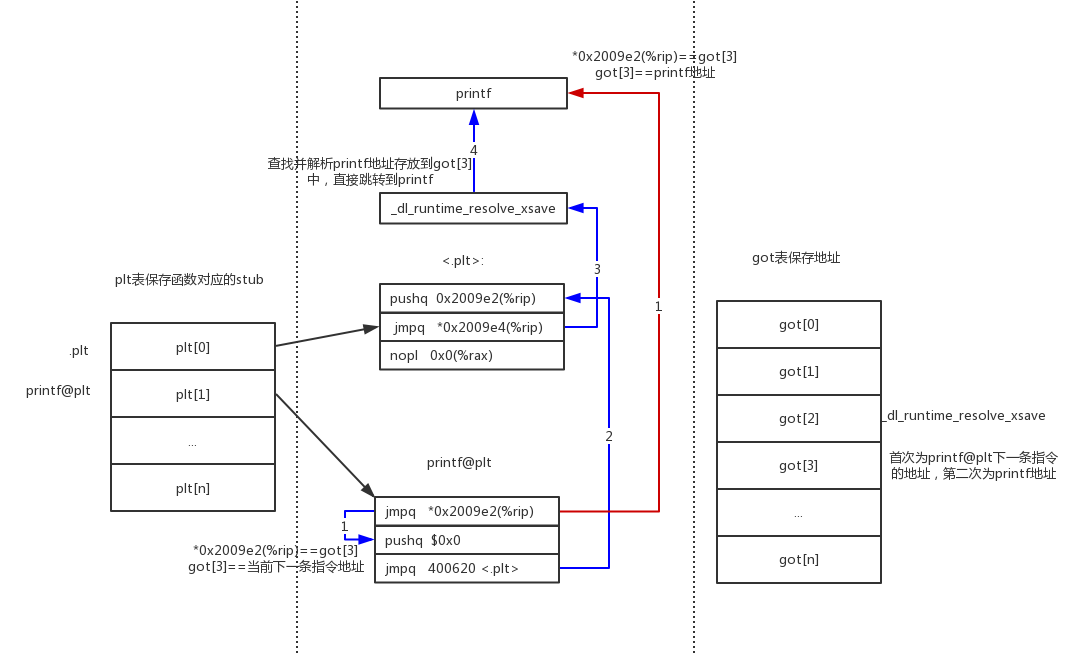 *0x2009e2(%rip)==got[3]
got[3]==printf地址
printf
4
查找并解析printf地址存放到got[3]
中，直接跳转到printf
_dl_runtime_resolve_xsave
<.plt>:
3
1
plt表保存函数对应的stub
pushq 0x2009e2(%rip)
jmpq *0x2009e4(%rip)
nopl 0x0(%rax)
.plt
printf@plt
plt[0]
plt[1]
...
plt[n]
2
printf@plt
jmpq *0x2009e2(%rip)
pushq $0x0
jmpq 400620 <.plt>
1
*0x2009e2(%rip)==got[3]
got[3]==当前下一条指令地址
got表保存地址
got[0]
got[1]
got[2]
_dl_runtime_resolve_xsave
got[3]
首次为printf@plt下一条指令
的地址，第二次为printf地址
...
got[n]